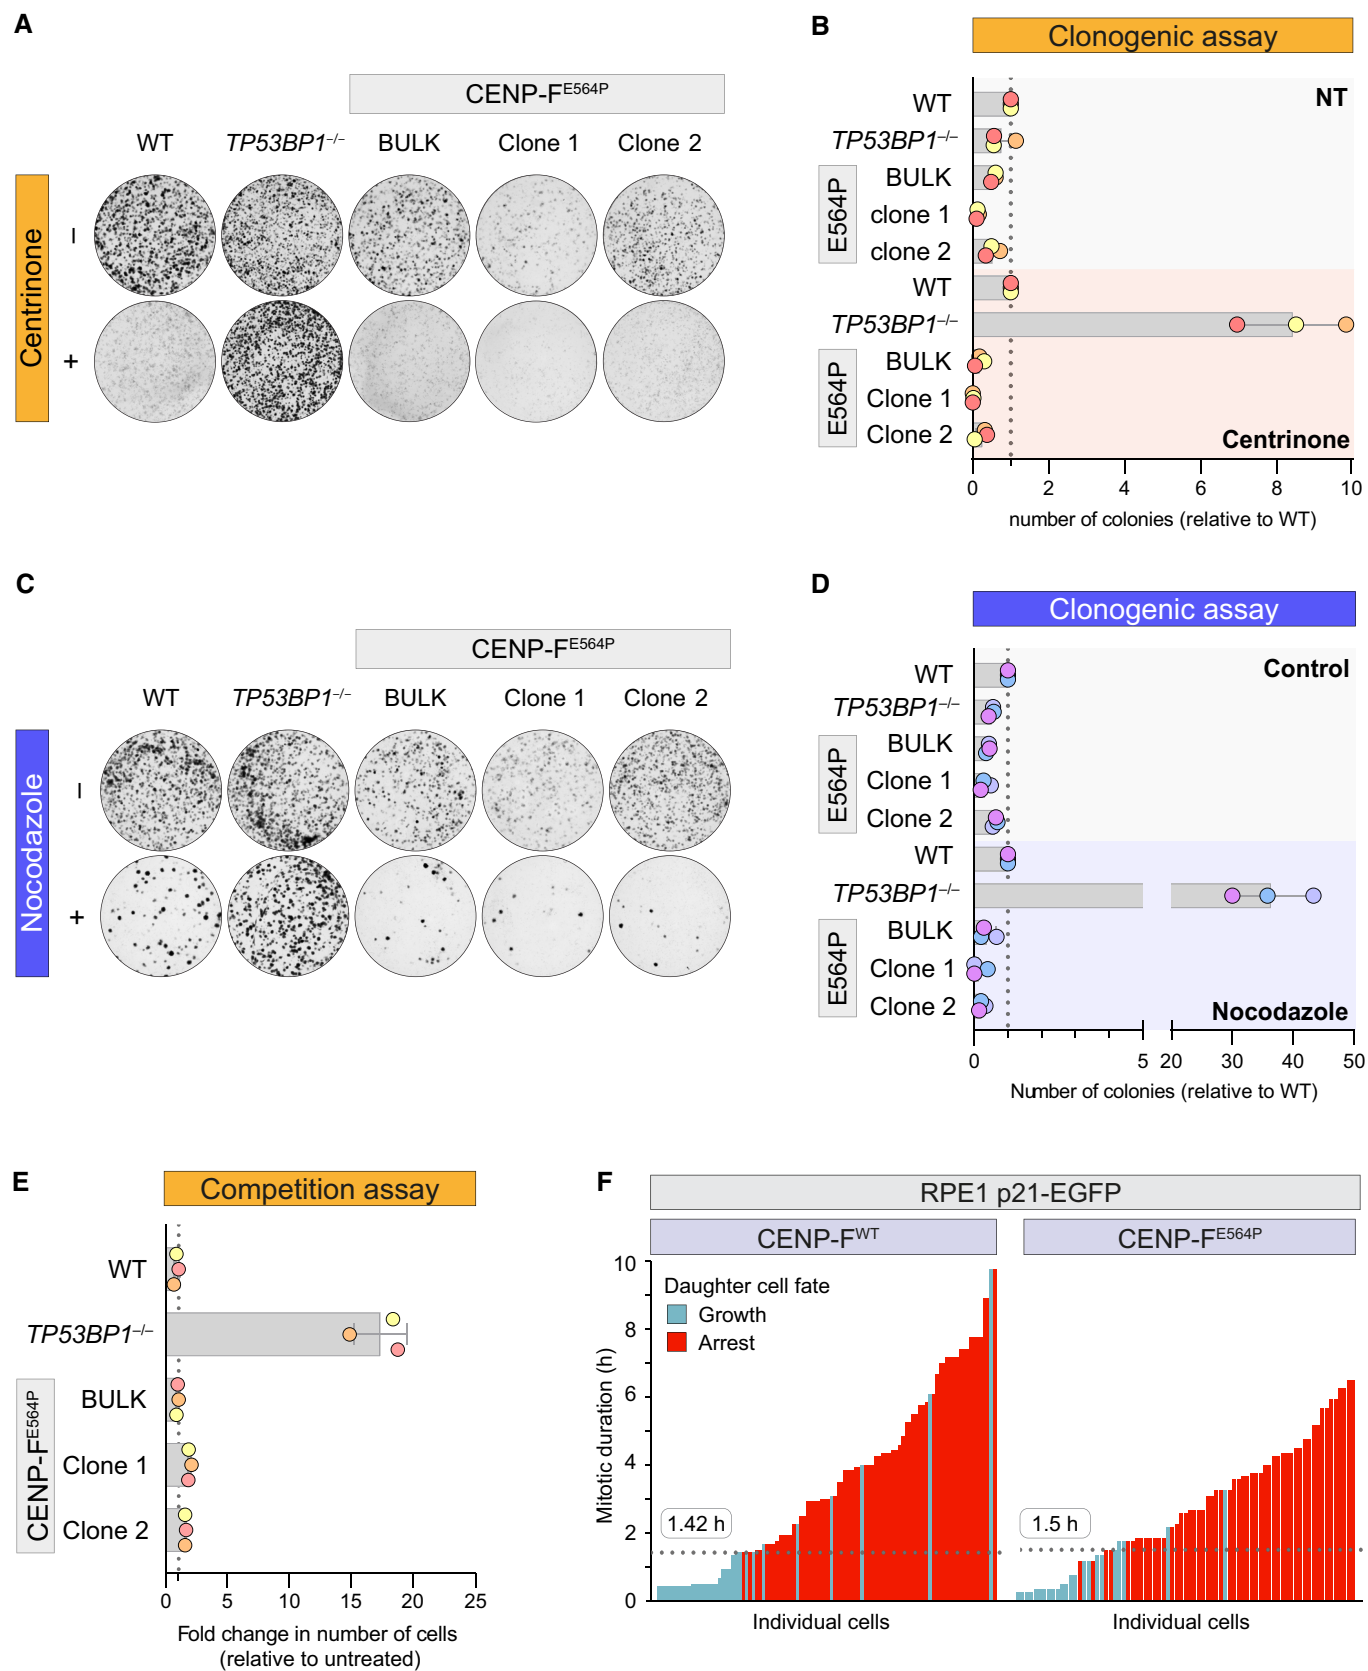 A
CENP-F^E564P
WT TP53BP1–/– BULK Clone 1 Clone 2
Centrinone
–
+
B
Clonogenic assay
NT
WT
TP53BP1–/–
E564P
BULK
clone 1
clone 2
WT
TP53BP1–/–
E564P
BULK
Clone 1
Clone 2
Centrinone
0 2 4 6 8 10
number of colonies (relative to WT)
C
CENP-F^E564P
WT TP53BP1–/– BULK Clone 1 Clone 2
Nocodazole
–
+
D
Clonogenic assay
Control
WT
TP53BP1–/–
E564P
BULK
Clone 1
Clone 2
WT
TP53BP1–/–
E564P
BULK
Clone 1
Clone 2
Nocodazole
0 5 20 30 40 50
Number of colonies (relative to WT)
E
Competition assay
WT
TP53BP1–/–
CENP-F^E564P
BULK
Clone 1
Clone 2
0 5 10 15 20 25
Fold change in number of cells
(relative to untreated)
F
RPE1 p21-EGFP
CENP-F^WT CENP-F^E564P
Mitotic duration (h)
10
8
6
4
2
0
Daughter cell fate
Growth
Arrest
1.42 h
1.5 h
Individual cells Individual cells